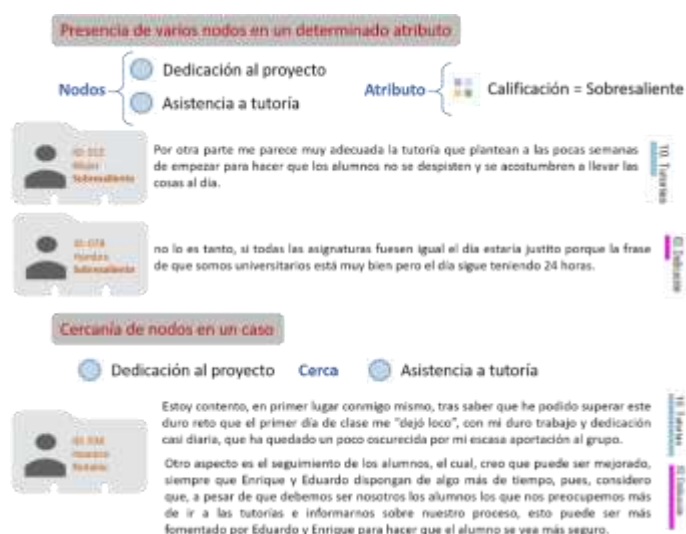 Presencia de varios nodos en un determinado atributo
Nodos
Dedicación al proyecto
Asistencia a tutoría
Atributo
Calificación = Sobresaliente
Mujer
Sobresaliente
Por otra parte me parece muy adecuada la tutoría que plantean a las pocas semanas
de empezar para hacer que los alumnos no se despisten y se acostumbren a llevar las
cosas al día.
10. Tutorías
Hombre
Sobresaliente
no lo es tanto, si todas las asignaturas fuesen igual el día estaría justito porque la frase
de que somos universitarios está muy bien pero el día sigue teniendo 24 horas.
Dedicación
Cercanía de nodos en un caso
Dedicación al proyecto
Cerca
Asistencia a tutoría
Hombre
Notable
Estoy contento, en primer lugar conmigo mismo, tras saber que he podido superar este
duro reto que el primer día de clase me "dejó loco", con mi duro trabajo y dedicación
casi diaria, que ha quedado un poco oscurecida por mi escasa aportación al grupo.
Otro aspecto es el seguimiento de los alumnos, el cual, creo que puede ser mejorado,
siempre que Enrique y Eduardo dispongan de algo más de tiempo, pues, considero
que, a pesar de que debemos ser nosotros los alumnos los que nos preocupemos más
de ir a las tutorías e informarnos sobre nuestro proceso, esto puede ser más
fomentado por Eduardo y Enrique para hacer que el alumno se vea más seguro.
10. Tutorías
Dedicación